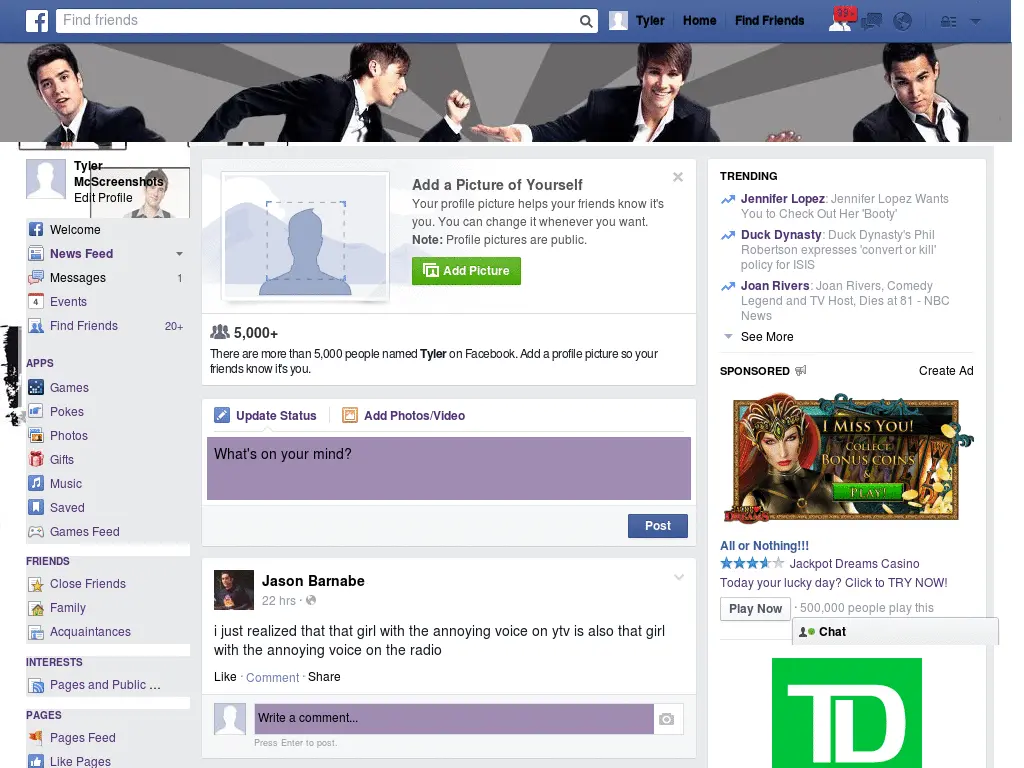 Find friends
Tyler
Home
Find Friends
39+
Tyler
McScreenshots
Edit Profile
Welcome
News Feed
Messages
1
4
Events
Find Friends
20+
APPS
Games
Pokes
Photos
Gifts
Music
Saved
Games Feed
FRIENDS
Close Friends
Family
Acquaintances
INTERESTS
Pages and Public ...
PAGES
Pages Feed
Like Pages
Add a Picture of Yourself
Your profile picture helps your friends know it's
you. You can change it whenever you want.
Note: Profile pictures are public.
Add Picture
5,000+
There are more than 5,000 people named Tyler on Facebook. Add a profile picture so your
friends know it's you.
Update Status
Add Photos/Video
What's on your mind?
Post
Jason Barnabe
22 hrs ·
i just realized that that girl with the annoying voice on ytv is also that girl
with the annoying voice on the radio
Like · Comment · Share
Write a comment...
Press Enter to post.
TRENDING
Jennifer Lopez: Jennifer Lopez Wants
You to Check Out Her 'Booty'
Duck Dynasty: Duck Dynasty's Phil
Robertson expresses 'convert or kill'
policy for ISIS
Joan Rivers: Joan Rivers, Comedy
Legend and TV Host, Dies at 81 - NBC
News
See More
SPONSORED
Create Ad
I MISS YOU!
COLLECT
BONUS COINS
&
PLAY!
All or Nothing!!!
Jackpot Dreams Casino
Today your lucky day? Click to TRY NOW!
Play Now
· 500,000 people play this
Chat
TD